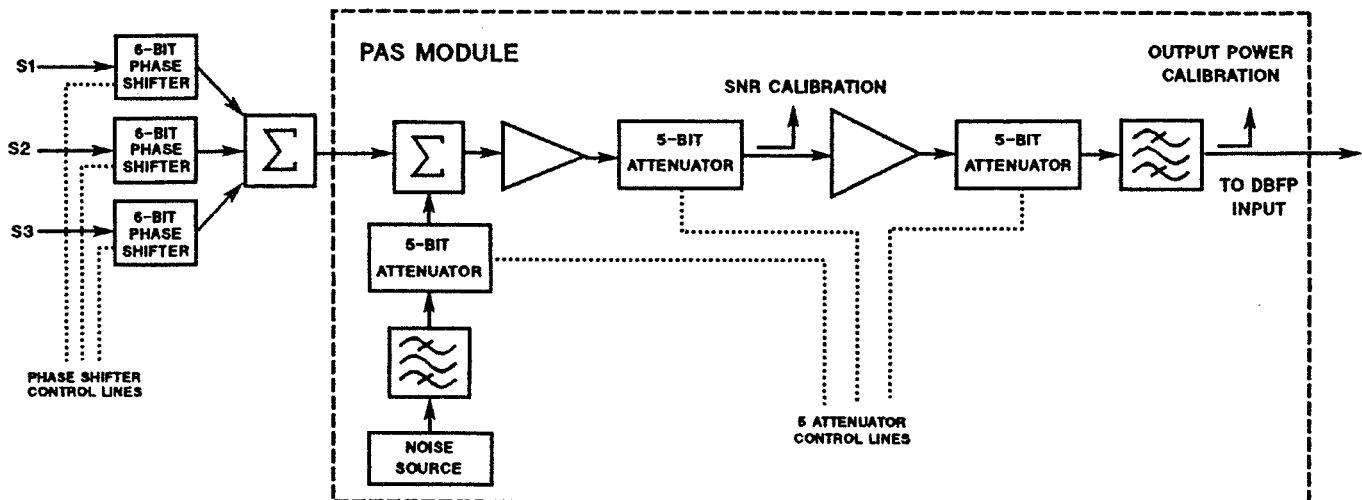 PAS MODULE
S1
6-BIT
PHASE
SHIFTER
S2
6-BIT
PHASE
SHIFTER
S3
6-BIT
PHASE
SHIFTER
Σ
PHASE SHIFTER
CONTROL LINES
Σ
5-BIT
ATTENUATOR
NOISE
SOURCE
5-BIT
ATTENUATOR
SNR CALIBRATION
5-BIT
ATTENUATOR
OUTPUT POWER
CALIBRATION
TO DBFP
INPUT
5 ATTENUATOR
CONTROL LINES